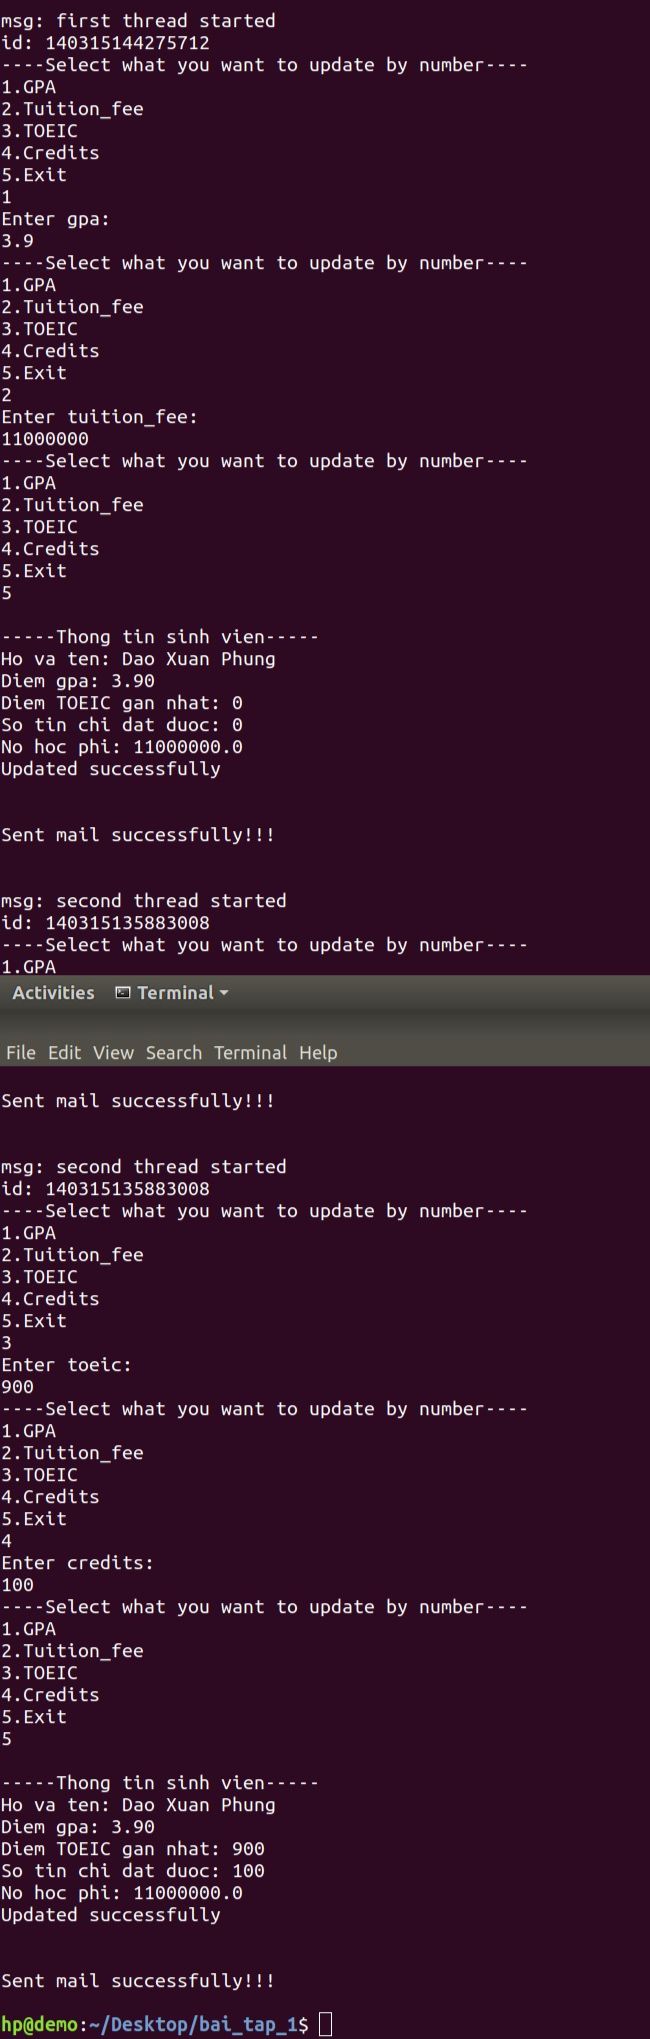 msg: first thread started
id: 140315144275712
----Select what you want to update by number----
1.GPA
2.Tuition_fee
3.TOEIC
4.Credits
5.Exit
1
Enter gpa:
3.9
----Select what you want to update by number----
1.GPA
2.Tuition_fee
3.TOEIC
4.Credits
5.Exit
2
Enter tuition_fee:
11000000
----Select what you want to update by number----
1.GPA
2.Tuition_fee
3.TOEIC
4.Credits
5.Exit
5
-----Thong tin sinh vien-----
Ho va ten: Dao Xuan Phung
Diem gpa: 3.90
Diem TOEIC gan nhat: 0
So tin chi dat duoc: 0
No hoc phi: 11000000.0
Updated successfully
Sent mail successfully!!!
msg: second thread started
id: 140315135883008
----Select what you want to update by number----
1.GPA
Activities Terminal
File Edit View Search Terminal Help
Sent mail successfully!!!
msg: second thread started
id: 140315135883008
----Select what you want to update by number----
1.GPA
2.Tuition_fee
3.TOEIC
4.Credits
5.Exit
3
Enter toeic:
900
----Select what you want to update by number----
1.GPA
2.Tuition_fee
3.TOEIC
4.Credits
5.Exit
4
Enter credits:
100
----Select what you want to update by number----
1.GPA
2.Tuition_fee
3.TOEIC
4.Credits
5.Exit
5
-----Thong tin sinh vien-----
Ho va ten: Dao Xuan Phung
Diem gpa: 3.90
Diem TOEIC gan nhat: 900
So tin chi dat duoc: 100
No hoc phi: 11000000.0
Updated successfully
Sent mail successfully!!!
hp@demo:~/Desktop/bai_tap_1$